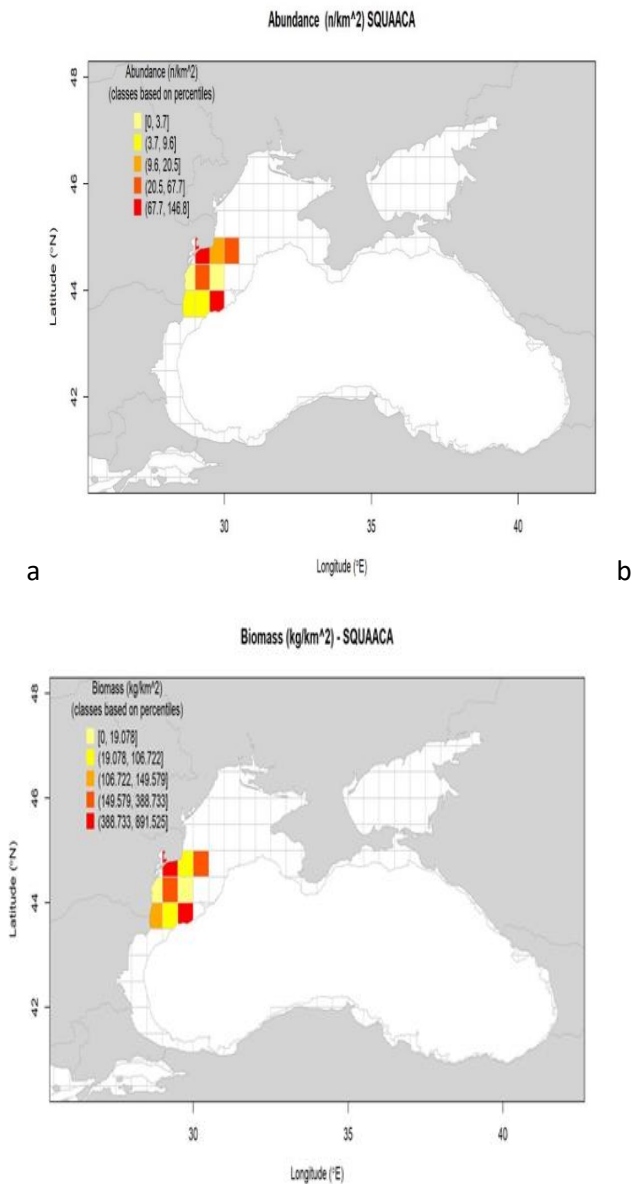 Abundance (n/km^2) SQUAACA
Abundance (n/km^2)
(classes based on percentiles)
[0, 3.7]
(3.7, 9.6]
(9.6, 20.5]
(20.5, 67.7]
(67.7, 146.8]
Latitude (°N)
48
46
44
42
30
35
40
Longitude (°E)
a
b
Biomass (kg/km^2) - SQUAACA
Biomass (kg/km^2)
(classes based on percentiles)
[0, 19.078]
(19.078, 106.722]
(106.722, 149.579]
(149.579, 388.733]
(388.733, 891.525]
Latitude (°N)
48
46
44
42
30
35
40
Longitude (°E)